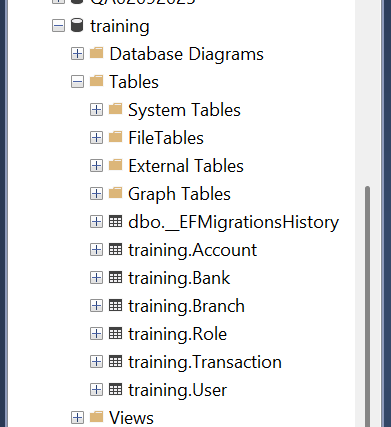 training
Database Diagrams
Tables
System Tables
FileTables
External Tables
Graph Tables
dbo.__EFMigrationsHistory
training.Account
training.Bank
training.Branch
training.Role
training.Transaction
training.User
Views